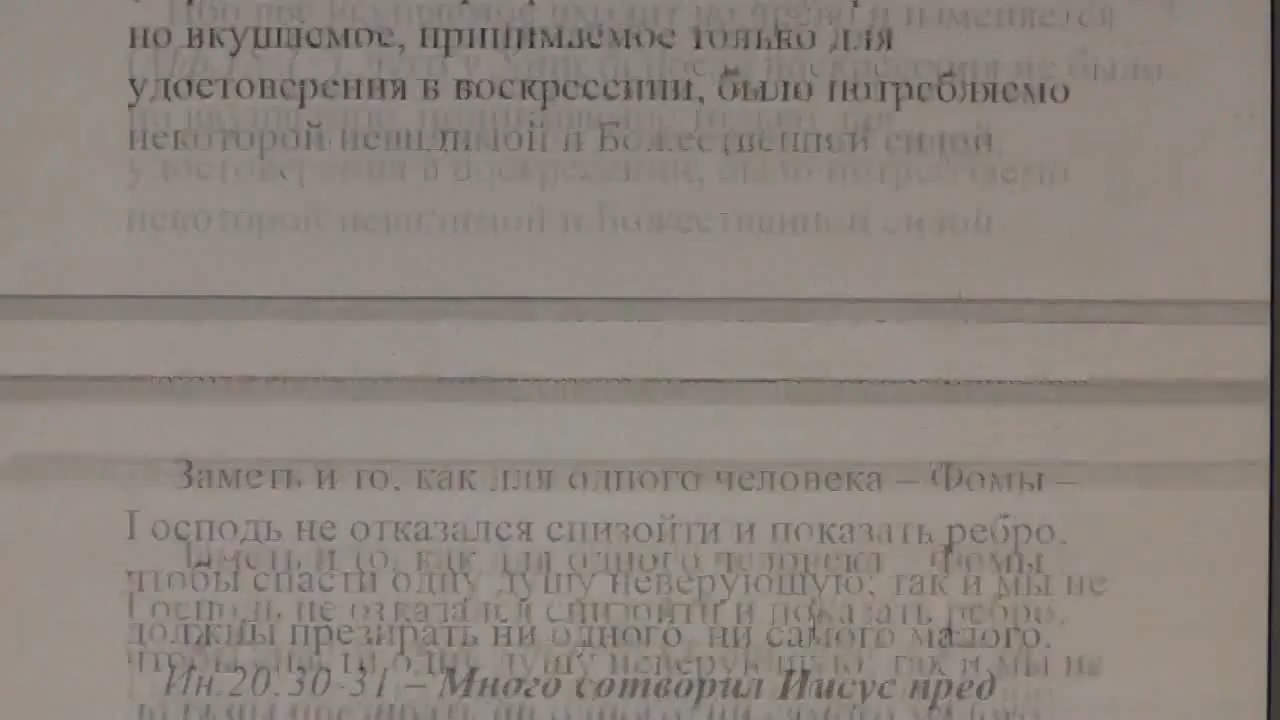 но вкушаемое, принимаемое только для
удостоверения в воскресении, было потребляемо
некоторой невидимой и Божественной силой.
Заметь и то, как для одного человека – Фомы –
Господь не отказался снизойти и показать ребро,
чтобы спасти одну душу неверующую; так и мы не
должны презирать ни одного, ни самого малого.
Ин.20.30-31 – Много сотворил Иисус пред